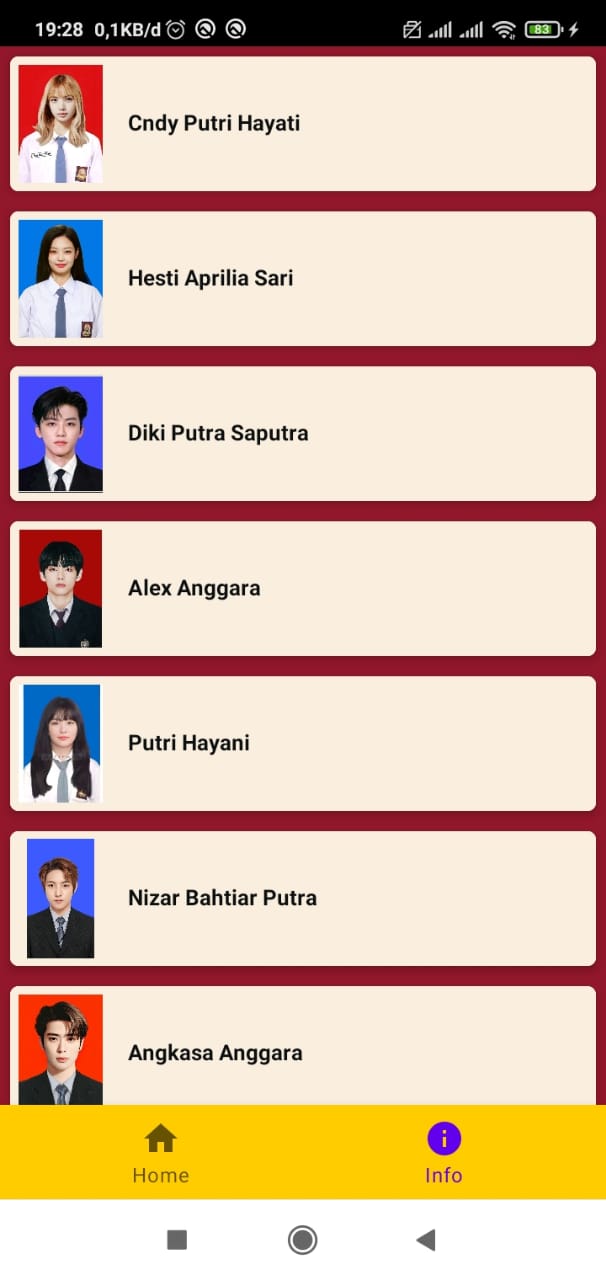 19:28 0,1KB/d 83
Cndy Putri Hayati
Hesti Aprilia Sari
Diki Putra Saputra
Alex Anggara
Putri Hayani
Nizar Bahtiar Putra
Angkasa Anggara
Home Info